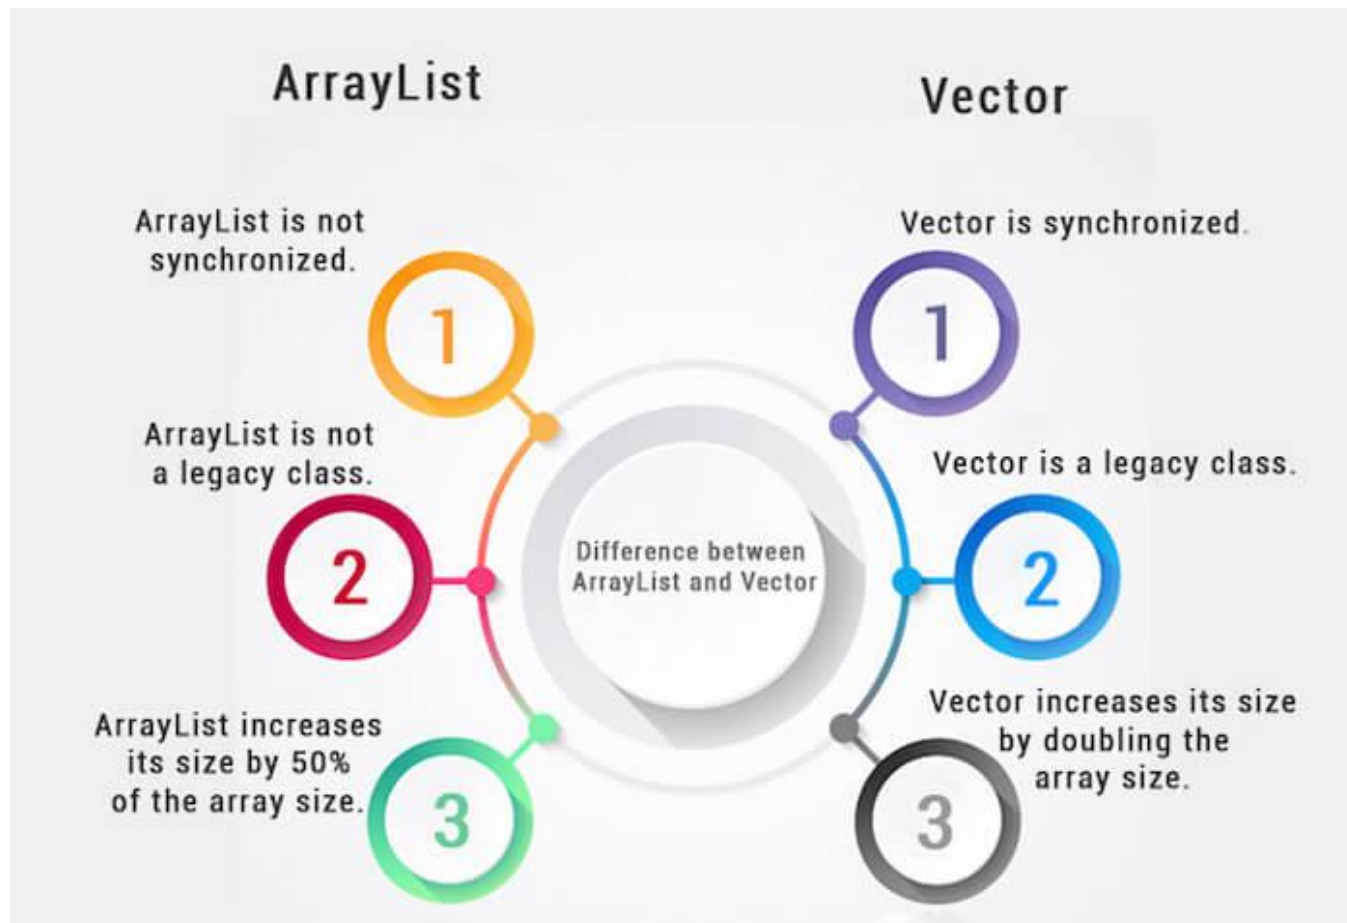 ArrayList
ArrayList is not
synchronized.
1
ArrayList is not
a legacy class.
2
ArrayList increases
its size by 50%
of the array size.
3
Difference between
ArrayList and Vector
Vector
Vector is synchronized.
1
Vector is a legacy class.
2
Vector increases its size
by doubling the
array size.
3